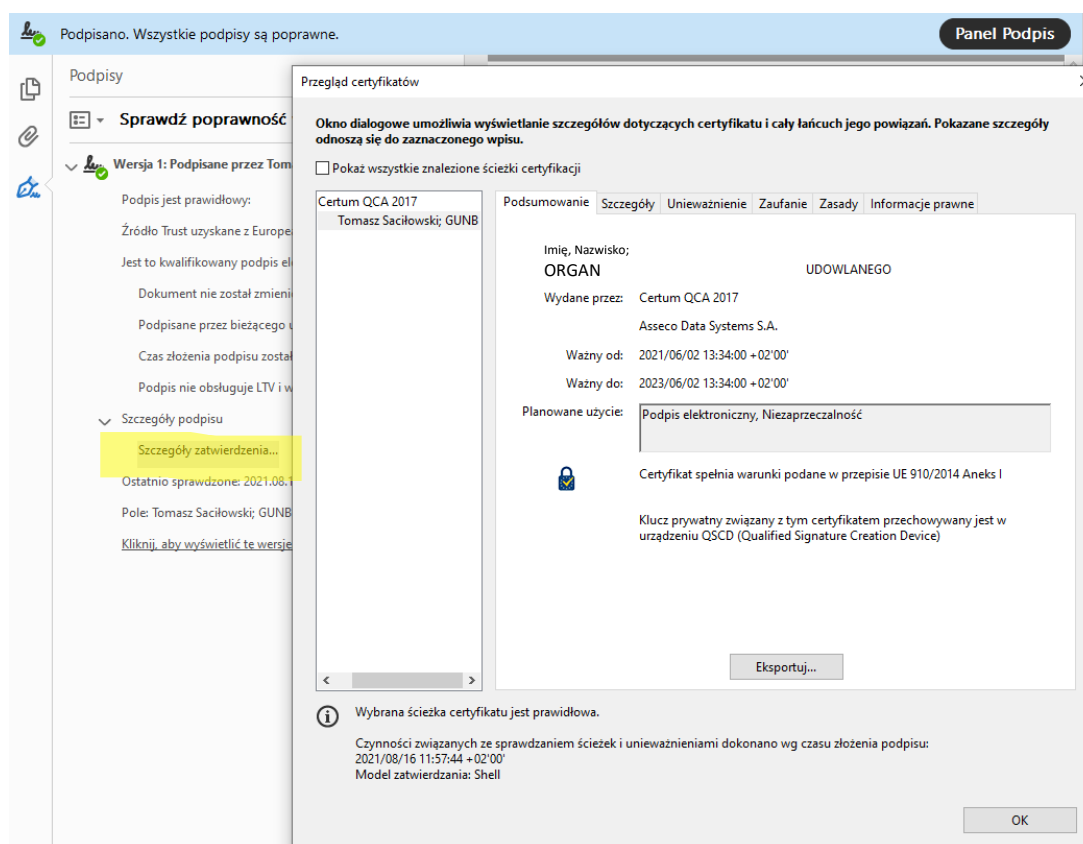 Podpisano. Wszystkie podpisy są poprawne.
Panel Podpis
Podpisy
Sprawdź poprawność
Wersja 1: Podpisane przez Tom
Podpis jest prawidłowy:
Źródło Trust uzyskane z Europe
Jest to kwalifikowany podpis el
Dokument nie został zmieni
Podpisane przez bieżącego u
Czas złożenia podpisu został
Podpis nie obsługuje LTV i w
Szczegóły podpisu
Szczegóły zatwierdzenia...
Ostatnio sprawdzone: 2021.08.1
Pole: Tomasz Saciłowski; GUNB
Kliknij, aby wyświetlić te wersje
Przegląd certyfikatów
Okno dialogowe umożliwia wyświetlanie szczegółów dotyczących certyfikatu i cały łańcuch jego powiązań. Pokazane szczegóły
odnoszą się do zaznaczonego wpisu.
Pokaż wszystkie znalezione ścieżki certyfikacji
Certum QCA 2017
Tomasz Saciłowski; GUNB
Podsumowanie Szczegóły Unieważnienie Zaufanie Zasady Informacje prawne
Imię, Nazwisko;
ORGAN UDOWLANEGO
Wydane przez: Certum QCA 2017
Asseco Data Systems S.A.
Ważny od: 2021/06/02 13:34:00 +02'00'
Ważny do: 2023/06/02 13:34:00 +02'00'
Planowane użycie: Podpis elektroniczny, Niezaprzeczalność
Certyfikat spełnia warunki podane w przepisie UE 910/2014 Aneks I
Klucz prywatny związany z tym certyfikatem przechowywany jest w
urządzeniu QSCD (Qualified Signature Creation Device)
Eksportuj...
Wybrana ścieżka certyfikatu jest prawidłowa.
Czynności związanych ze sprawdzaniem ścieżek i unieważnieniami dokonano wg czasu złożenia podpisu:
2021/08/16 11:57:44 +02'00'
Model zatwierdzania: Shell
OK